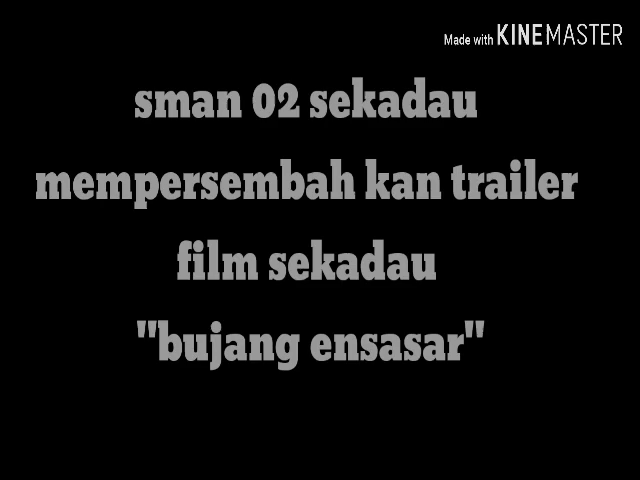 Made with KINEMASTER
sman 02 sekadau
mempersembah kan trailer
film sekadau
"bujang ensasar"